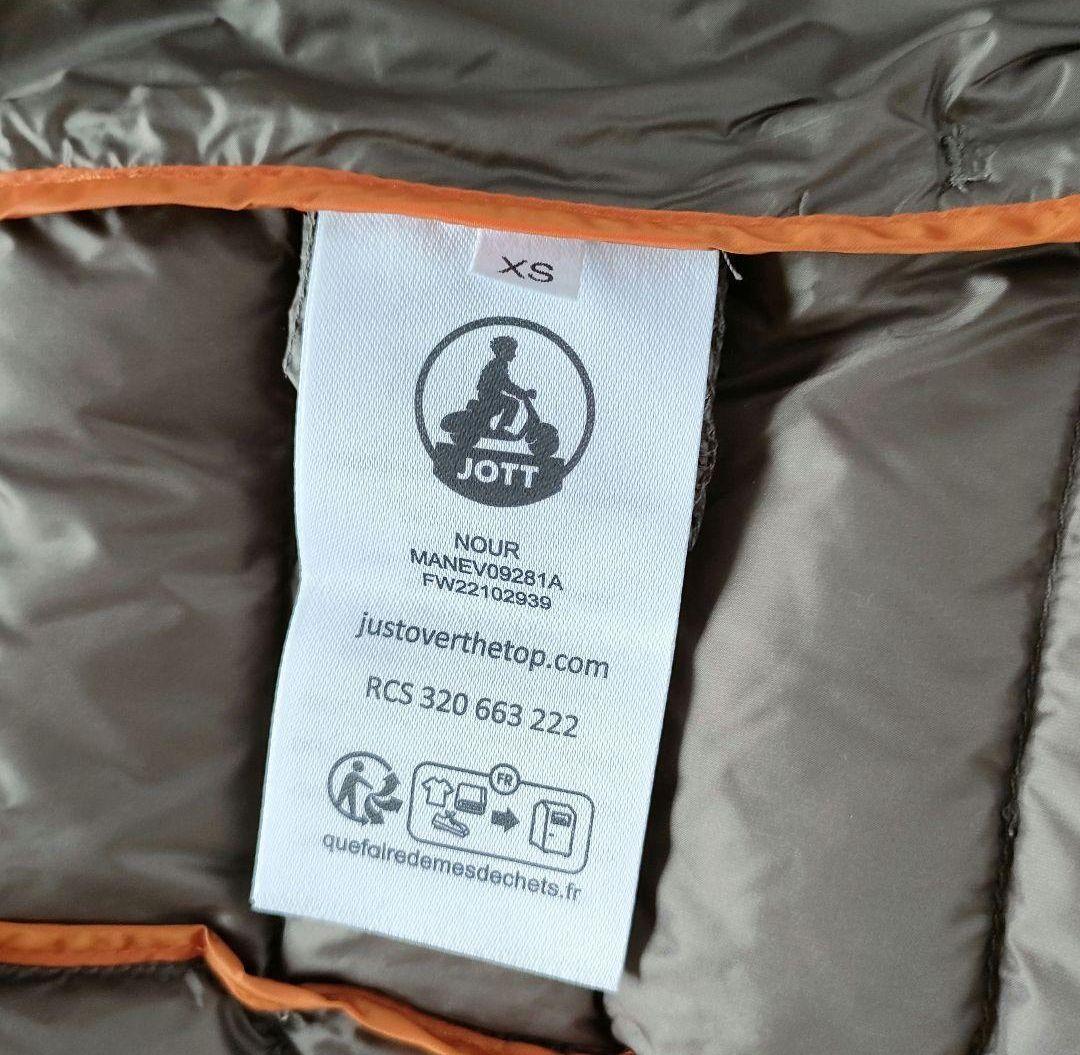 XS
JOTT
NOUR
MANEV09281A
FW22102939
justoverthetop.com
RCS 320 663 222
FR
quefairedemesdechets.fr